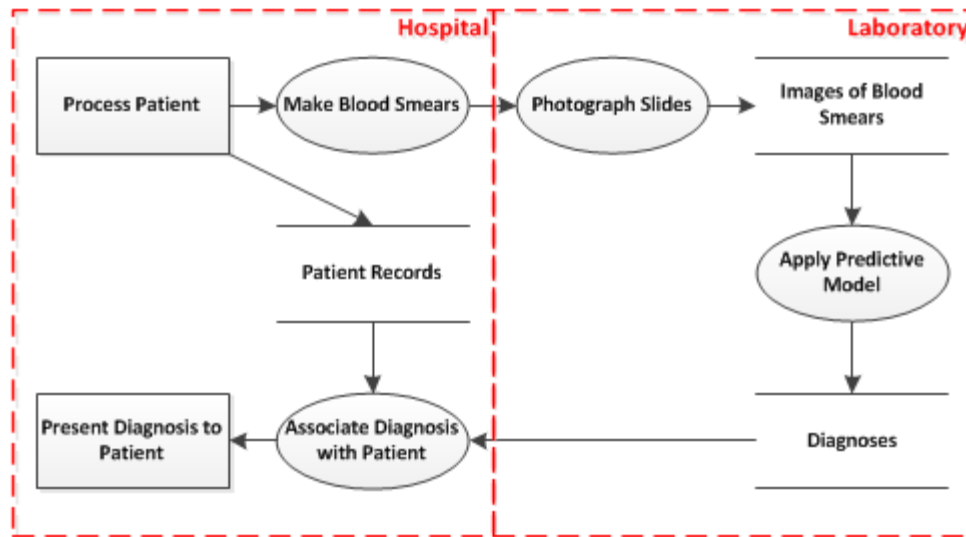 Hospital
Laboratory
Process Patient
Make Blood Smears
Photograph Slides
Images of Blood
Smears
Patient Records
Apply Predictive
Model
Present Diagnosis to
Patient
Associate Diagnosis
with Patient
Diagnoses